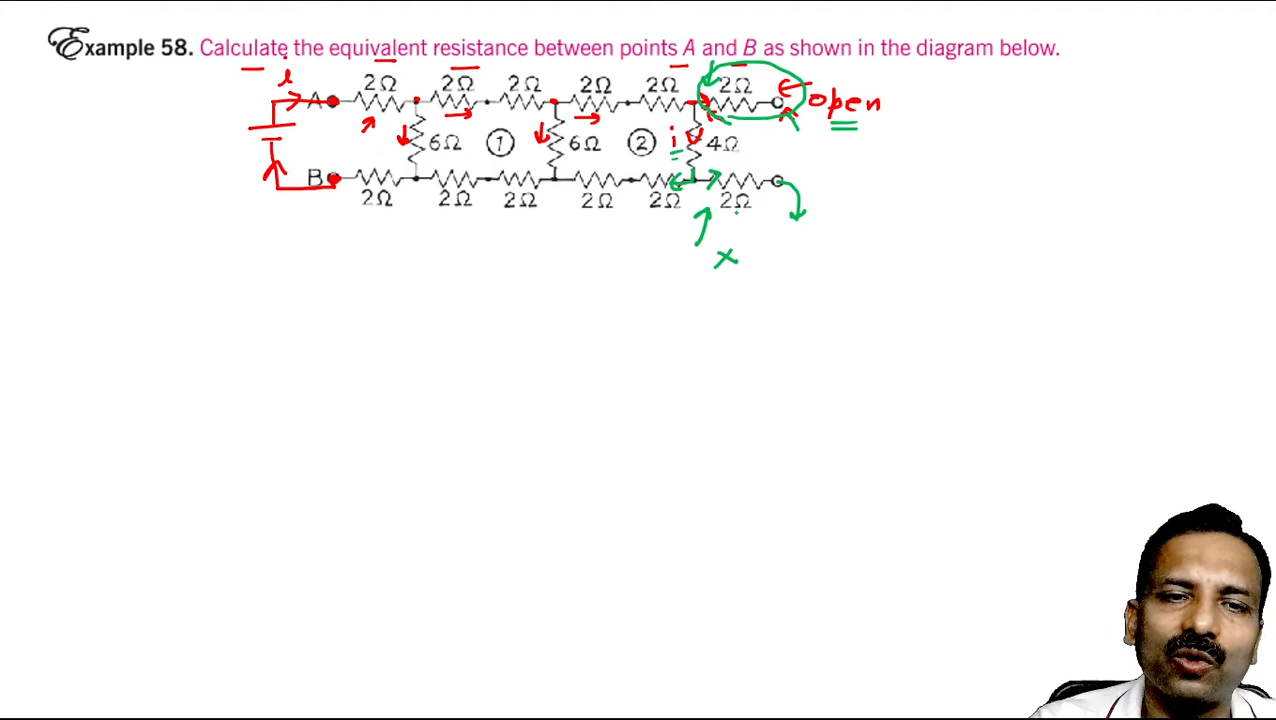 Example 58. Calculate the equivalent resistance between points A and B as shown in the diagram below.
i
2Ω 2Ω 2Ω 2Ω 2Ω 2Ω
A open
6Ω 1 6Ω 2 i 4Ω
B
2Ω 2Ω 2Ω 2Ω 2Ω 2Ω
x